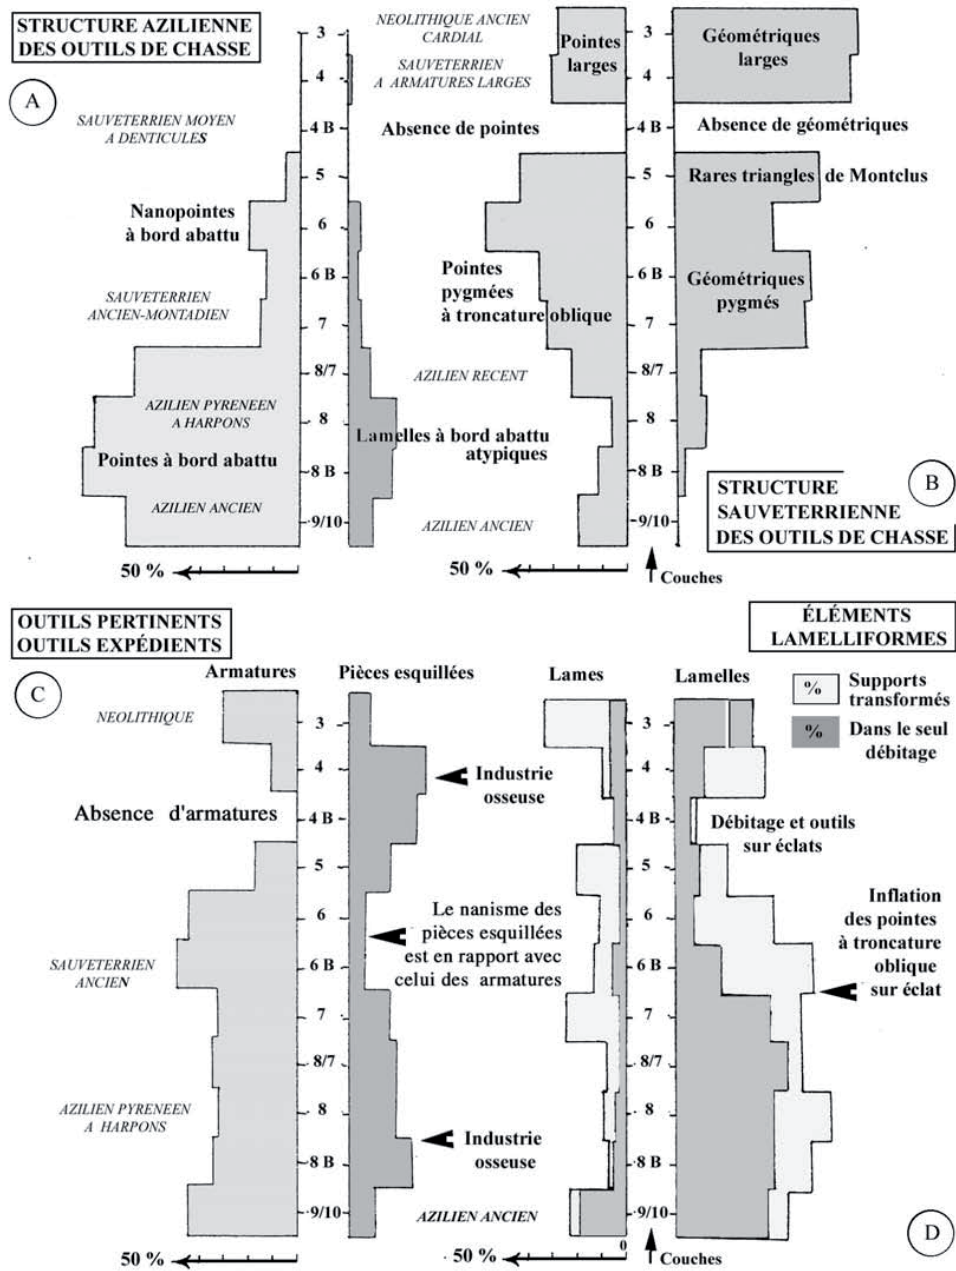 STRUCTURE AZILIENNE
DES OUTILS DE CHASSE
A
NEOLITHIQUE ANCIEN
CARDIAL
SAUVETERRIEN
A ARMATURES LARGES
SAUVETERRIEN MOYEN
A DENTICULES
Absence de pointes
Nanopointes
à bord abattu
SAUVETERRIEN
ANCIEN-MONTADIEN
AZILIEN PYRENEEN
A HARPONS
Pointes à bord abattu
AZILIEN ANCIEN
3
4
4 B
5
6
6 B
7
8/7
8
8 B
9/10
50 %
Pointes
larges
Pointes
pygmées
à troncature oblique
AZILIEN RECENT
Lamelles à bord abattu
atypiques
AZILIEN ANCIEN
50 %
3
4
4 B
5
6
6 B
7
8/7
8
8 B
9/10
Couches
Géométriques
larges
Absence de géométriques
Rares triangles de Montclus
Géométriques
pygmés
B
STRUCTURE
SAUVETERRIENNE
DES OUTILS DE CHASSE
OUTILS PERTINENTS
OUTILS EXPÉDIENTS
C
Armatures
Pièces esquillées
NEOLITHIQUE
Absence d'armatures
SAUVETERRIEN
ANCIEN
AZILIEN PYRENEEN
A HARPONS
3
4
4 B
5
6
6 B
7
8/7
8
8 B
9/10
50 %
Industrie
osseuse
Le nanisme des
pièces esquillées
est en rapport avec
celui des armatures
Industrie
osseuse
AZILIEN ANCIEN
ÉLÉMENTS
LAMELLIFORMES
Lames
Lamelles
% Supports
transformés
% Dans le seul
débitage
3
4
4 B
5
6
6 B
7
8/7
8
8 B
9/10
Débitage et outils
sur éclats
Inflation
des pointes
à troncature
oblique
sur éclat
50 %
0
Couches
D